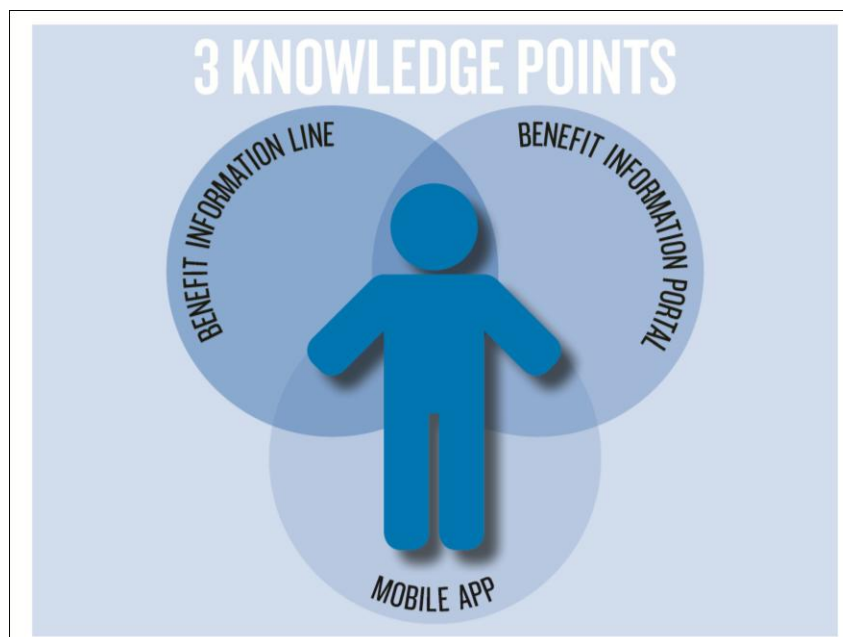 3 KNOWLEDGE POINTS
BENEFIT INFORMATION LINE
BENEFIT INFORMATION PORTAL
MOBILE APP